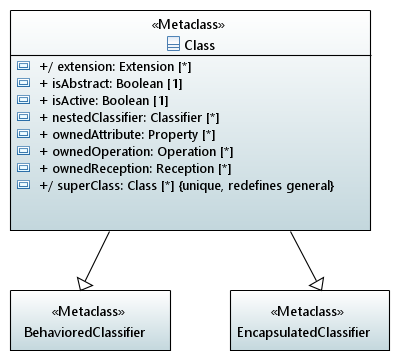 «Metaclass»
Class
+/ extension: Extension [*]
+ isAbstract: Boolean [1]
+ isActive: Boolean [1]
+ nestedClassifier: Classifier [*]
+ ownedAttribute: Property [*]
+ ownedOperation: Operation [*]
+ ownedReception: Reception [*]
+/ superClass: Class [*] {unique, redefines general}
«Metaclass»
BehavioredClassifier
«Metaclass»
EncapsulatedClassifier